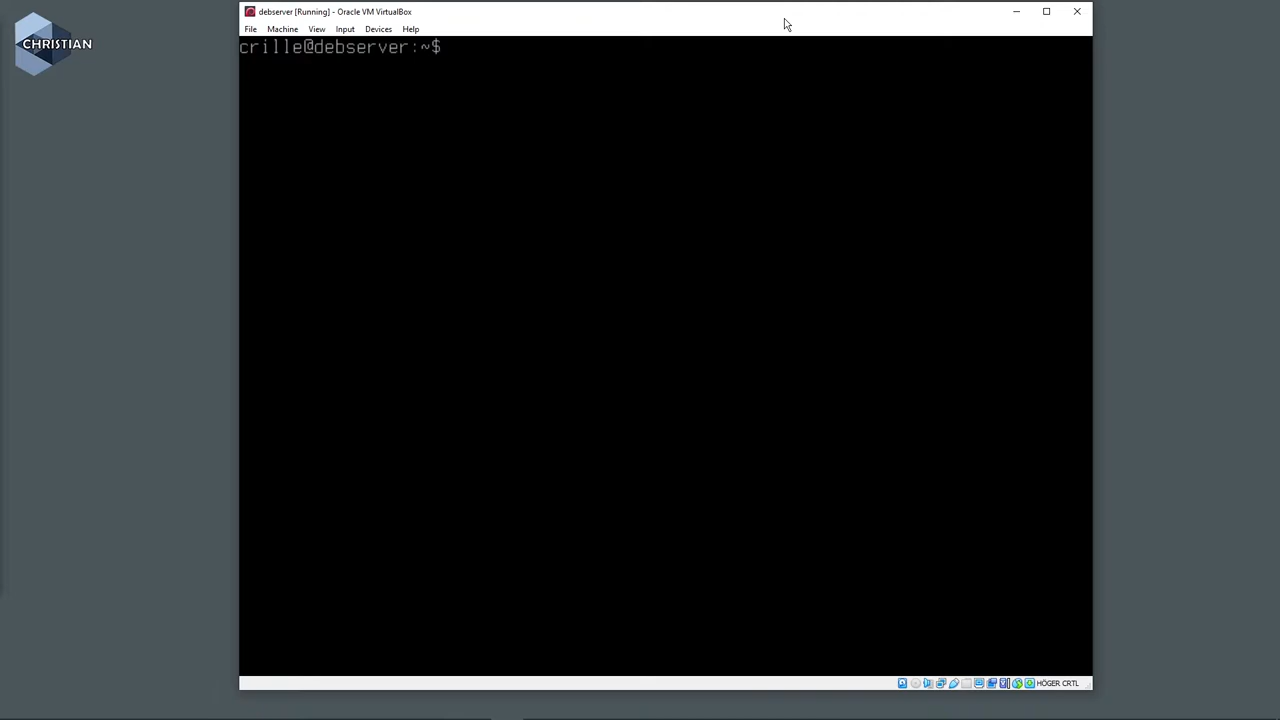 CHRISTIAN
debserver [Running] - Oracle VM VirtualBox
File Machine View Input Devices Help
crille@debserver:~$
HÖGER CRTL